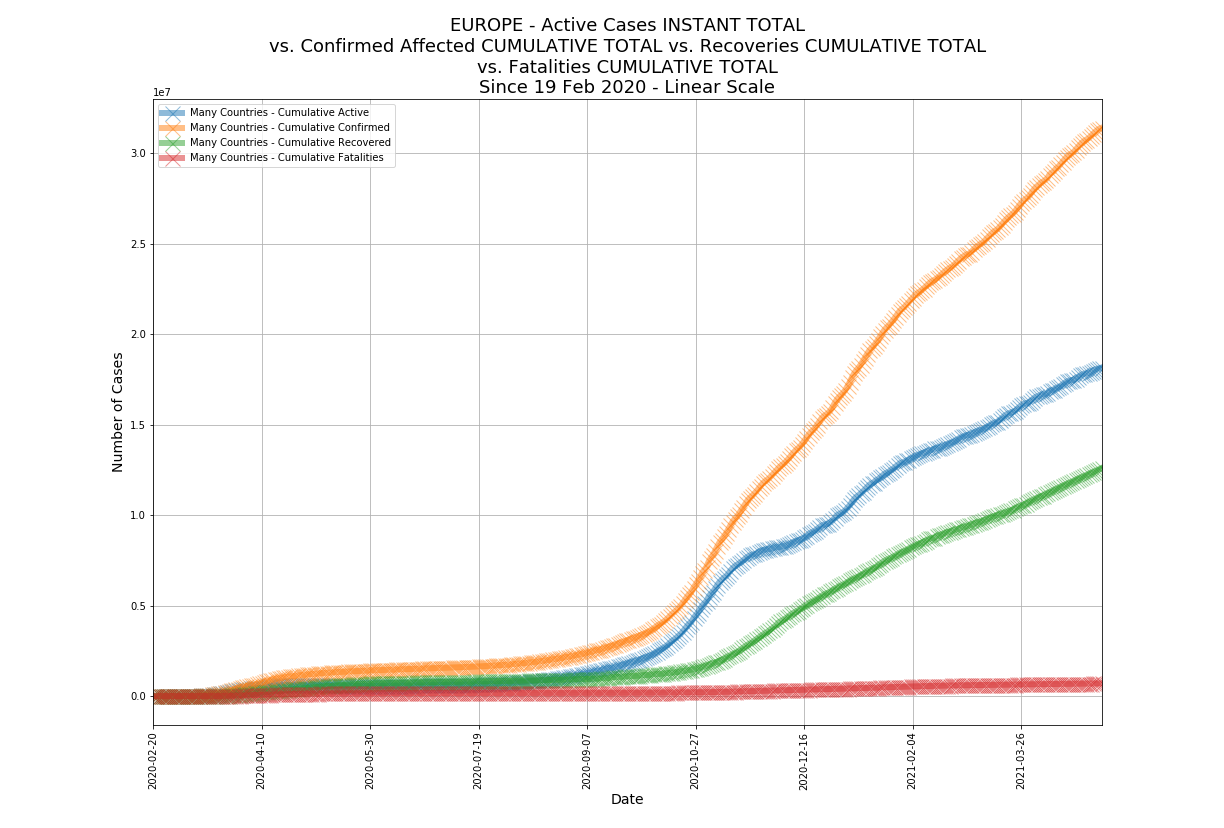 EUROPE - Active Cases INSTANT TOTAL
vs. Confirmed Affected CUMULATIVE TOTAL vs. Recoveries CUMULATIVE TOTAL
vs. Fatalities CUMULATIVE TOTAL
Since 19 Feb 2020 - Linear Scale
1e7
Many Countries - Cumulative Active
Many Countries - Cumulative Confirmed
Many Countries - Cumulative Recovered
Many Countries - Cumulative Fatalities
3.0
2.5
2.0
1.5
1.0
0.5
0.0
Number of Cases
2020-02-20
2020-04-10
2020-05-30
2020-07-19
2020-09-07
2020-10-27
2020-12-16
2021-02-04
2021-03-26
Date